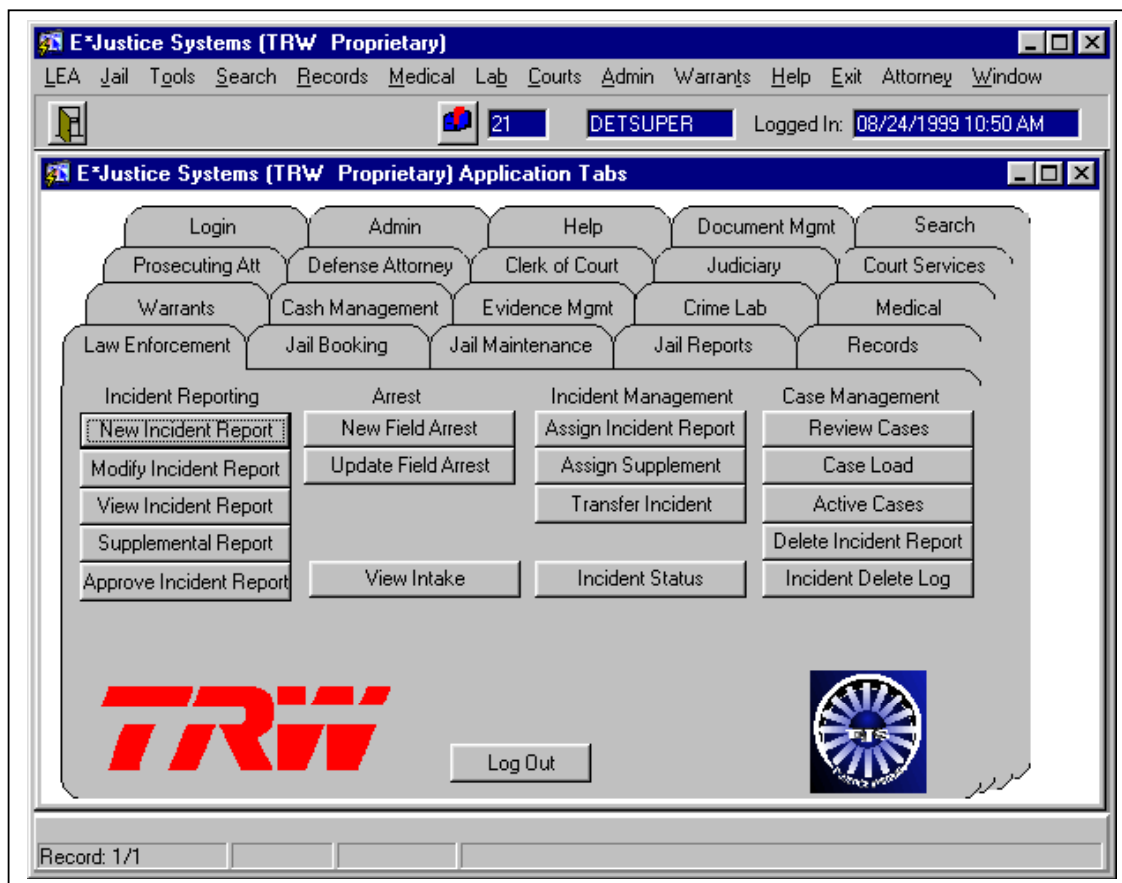 E*Justice Systems (TRW Proprietary)
LEA Jail Tools Search Records Medical Lab Courts Admin Warrants Help Exit Attorney Window
21 DETSUPER Logged In: 08/24/1999 10:50 AM
E*Justice Systems (TRW Proprietary) Application Tabs
Login Admin Help Document Mgmt Search
Prosecuting Att Defense Attorney Clerk of Court Judiciary Court Services
Warrants Cash Management Evidence Mgmt Crime Lab Medical
Law Enforcement Jail Booking Jail Maintenance Jail Reports Records
Incident Reporting Arrest Incident Management Case Management
New Incident Report New Field Arrest Assign Incident Report Review Cases
Modify Incident Report Update Field Arrest Assign Supplement Case Load
View Incident Report Transfer Incident Active Cases
Supplemental Report Delete Incident Report
Approve Incident Report View Intake Incident Status Incident Delete Log
TRW
Log Out
Record: 1/1